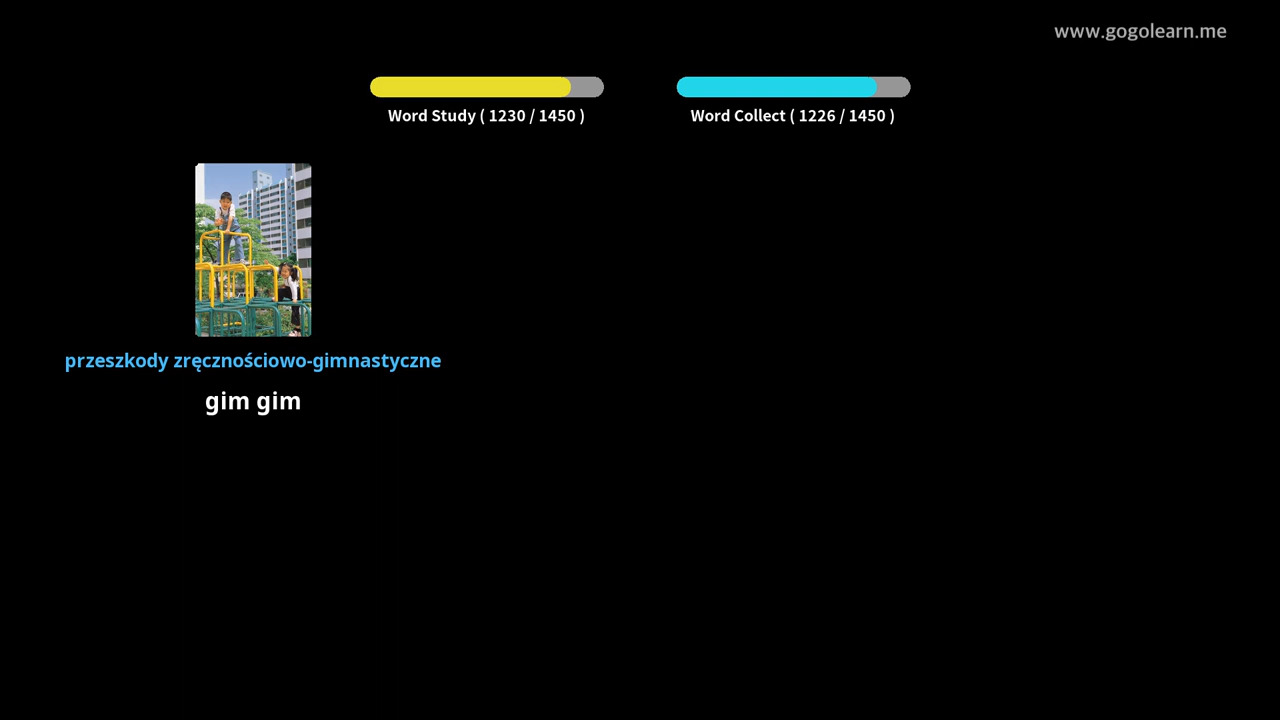 www.gogolearn.me
Word Study ( 1230 / 1450 )
Word Collect ( 1226 / 1450 )
przeszkody zręcznościowo-gimnastyczne
gim gim